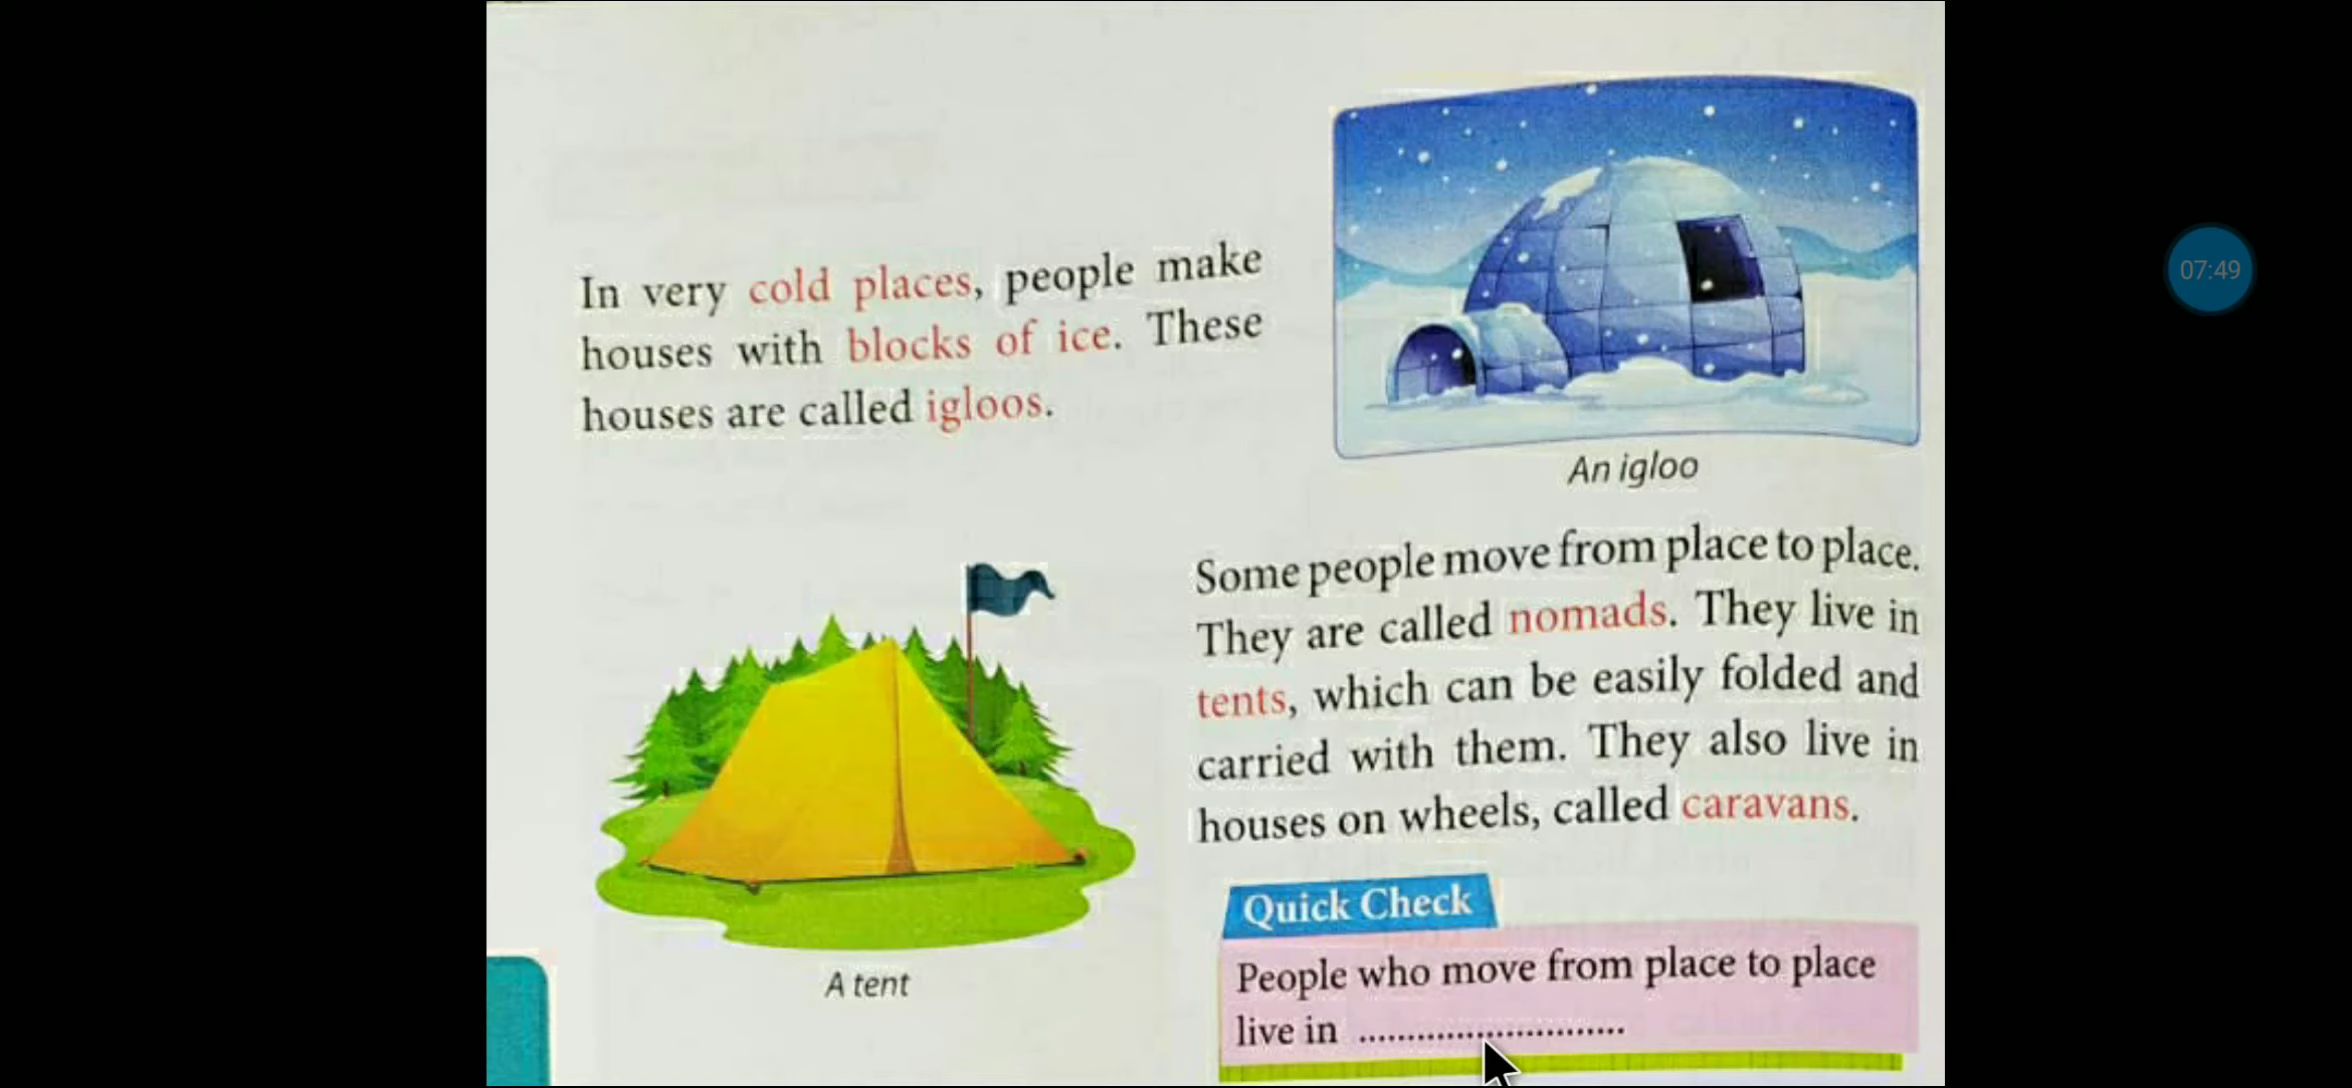 In very cold places, people make
houses with blocks of ice. These
houses are called igloos.
An igloo
Some people move from place to place.
They are called nomads. They live in
tents, which can be easily folded and
carried with them. They also live in
houses on wheels, called caravans.
A tent
Quick Check
People who move from place to place
live in ............................
07:49